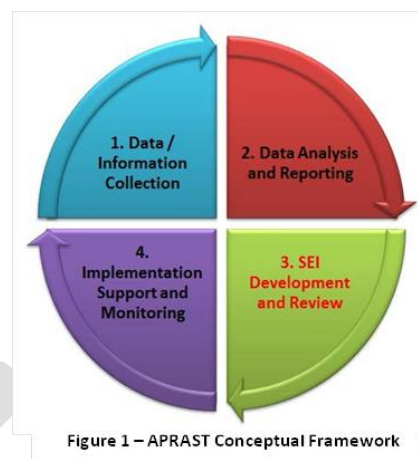 1. Data /
Information
Collection
2. Data Analysis
and Reporting
3. SEI
Development
and Review
4.
Implementation
Support and
Monitoring
Figure 1 – APRAST Conceptual Framework